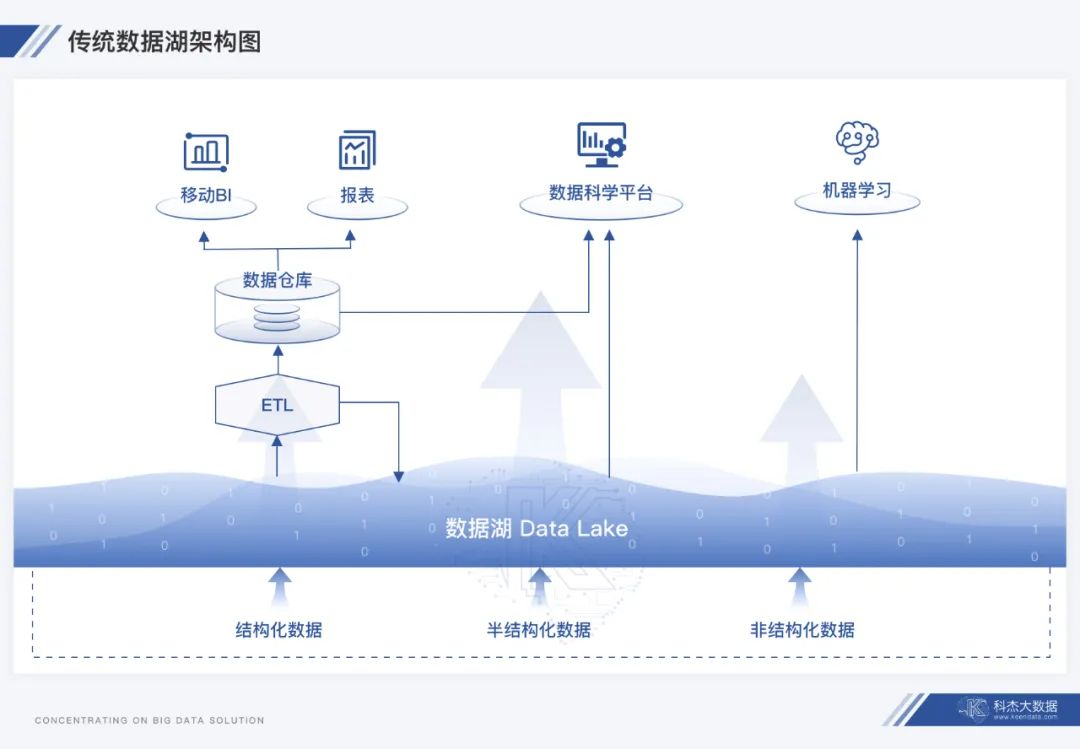 传统数据湖架构图
移动BI
报表
数据科学平台
机器学习
数据仓库
ETL
数据湖 Data Lake
结构化数据
半结构化数据
非结构化数据
CONCENTRATING ON BIG DATA SOLUTION
科杰大数据
www.keendata.com